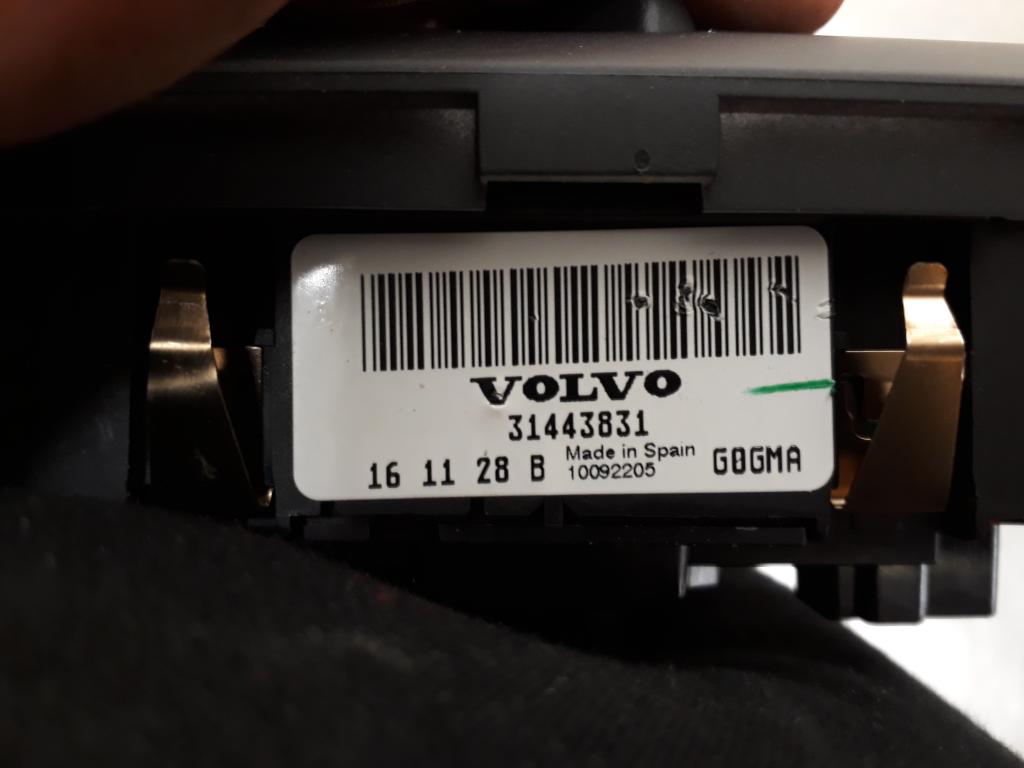 VOLVO
31443831
16 11 28 B
Made in Spain
10092205
G0GMA